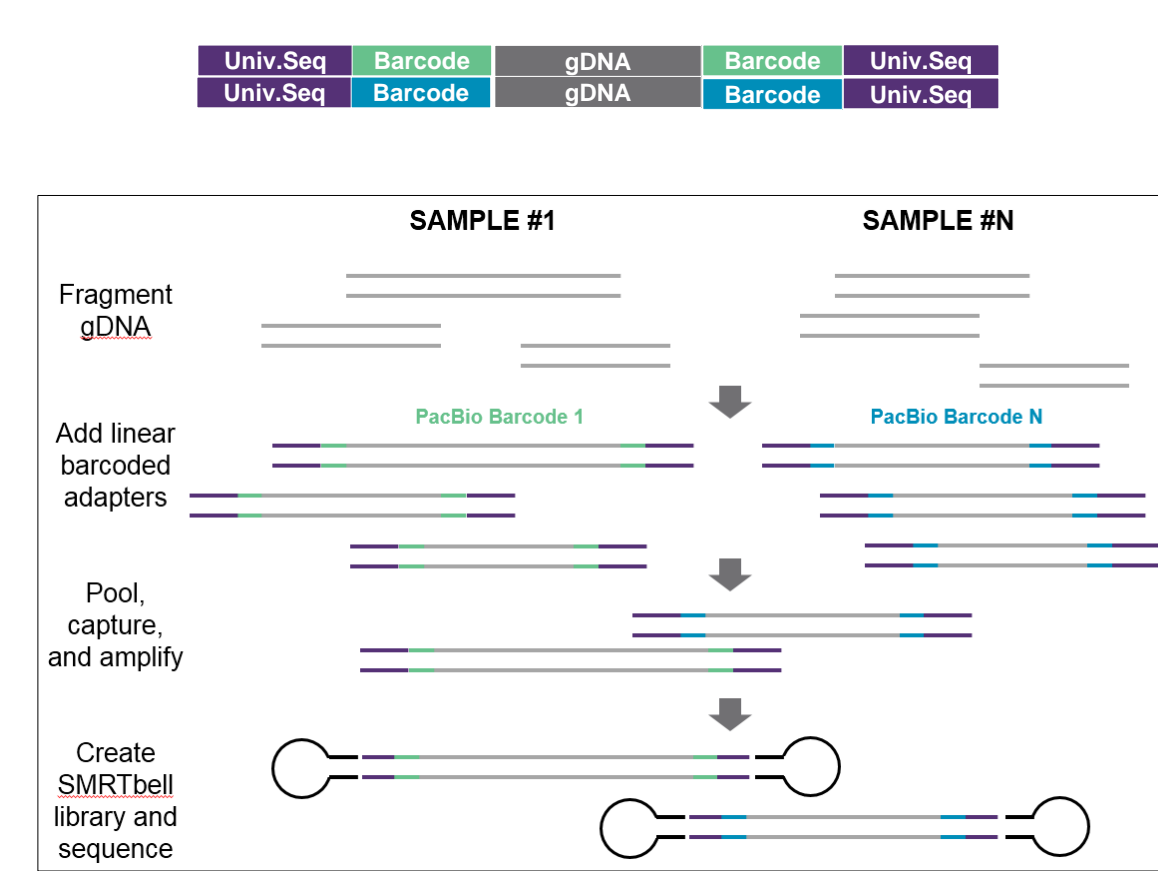 Univ.Seq Barcode gDNA Barcode Univ.Seq
Univ.Seq Barcode gDNA Barcode Univ.Seq
SAMPLE #1 SAMPLE #N
Fragment
gDNA
PacBio Barcode 1 PacBio Barcode N
Add linear
barcoded
adapters
Pool,
capture,
and amplify
Create
SMRTbell
library and
sequence